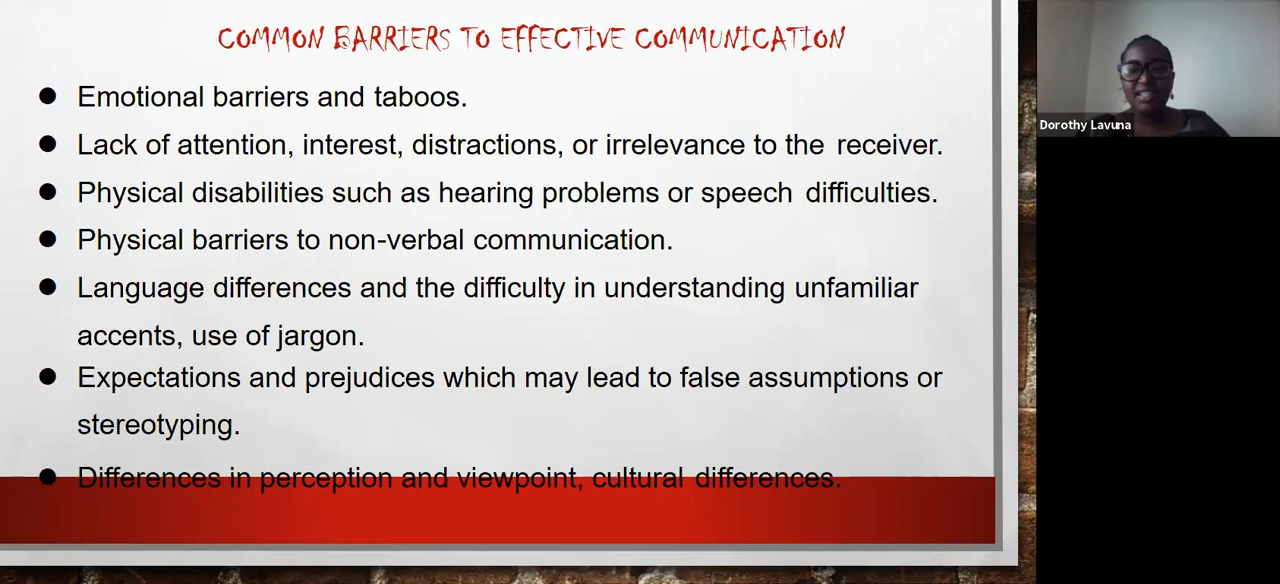 COMMON BARRIERS TO EFFECTIVE COMMUNICATION
● Emotional barriers and taboos.
● Lack of attention, interest, distractions, or irrelevance to the receiver.
● Physical disabilities such as hearing problems or speech difficulties.
● Physical barriers to non-verbal communication.
● Language differences and the difficulty in understanding unfamiliar
accents, use of jargon.
● Expectations and prejudices which may lead to false assumptions or
stereotyping.
● Differences in perception and viewpoint, cultural differences.
Dorothy Lavuna